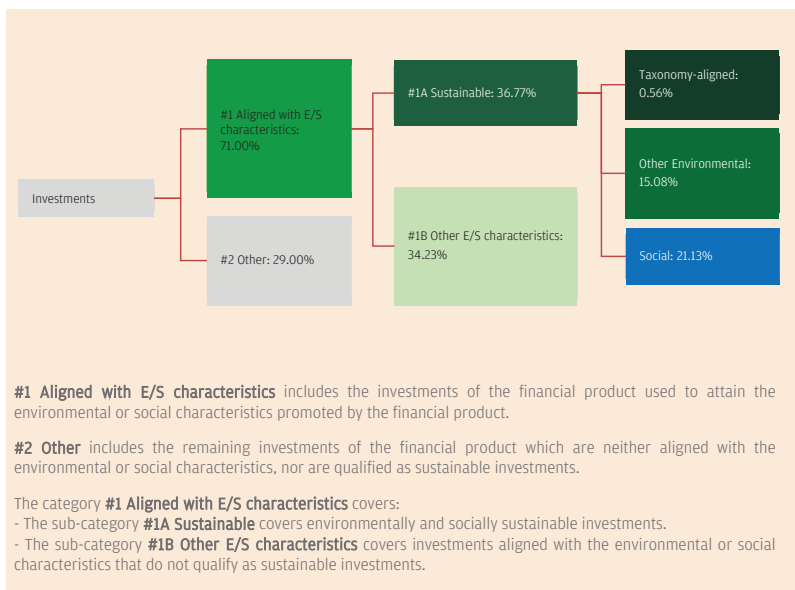 Investments
#1 Aligned with E/S
characteristics:
71.00%
#2 Other: 29.00%
#1A Sustainable: 36.77%
#1B Other E/S characteristics:
34.23%
Taxonomy-aligned:
0.56%
Other Environmental:
15.08%
Social: 21.13%
#1 Aligned with E/S characteristics includes the investments of the financial product used to attain the
environmental or social characteristics promoted by the financial product.
#2 Other includes the remaining investments of the financial product which are neither aligned with the
environmental or social characteristics, nor are qualified as sustainable investments.
The category #1 Aligned with E/S characteristics covers:
- The sub-category #1A Sustainable covers environmentally and socially sustainable investments.
- The sub-category #1B Other E/S characteristics covers investments aligned with the environmental or social
characteristics that do not qualify as sustainable investments.